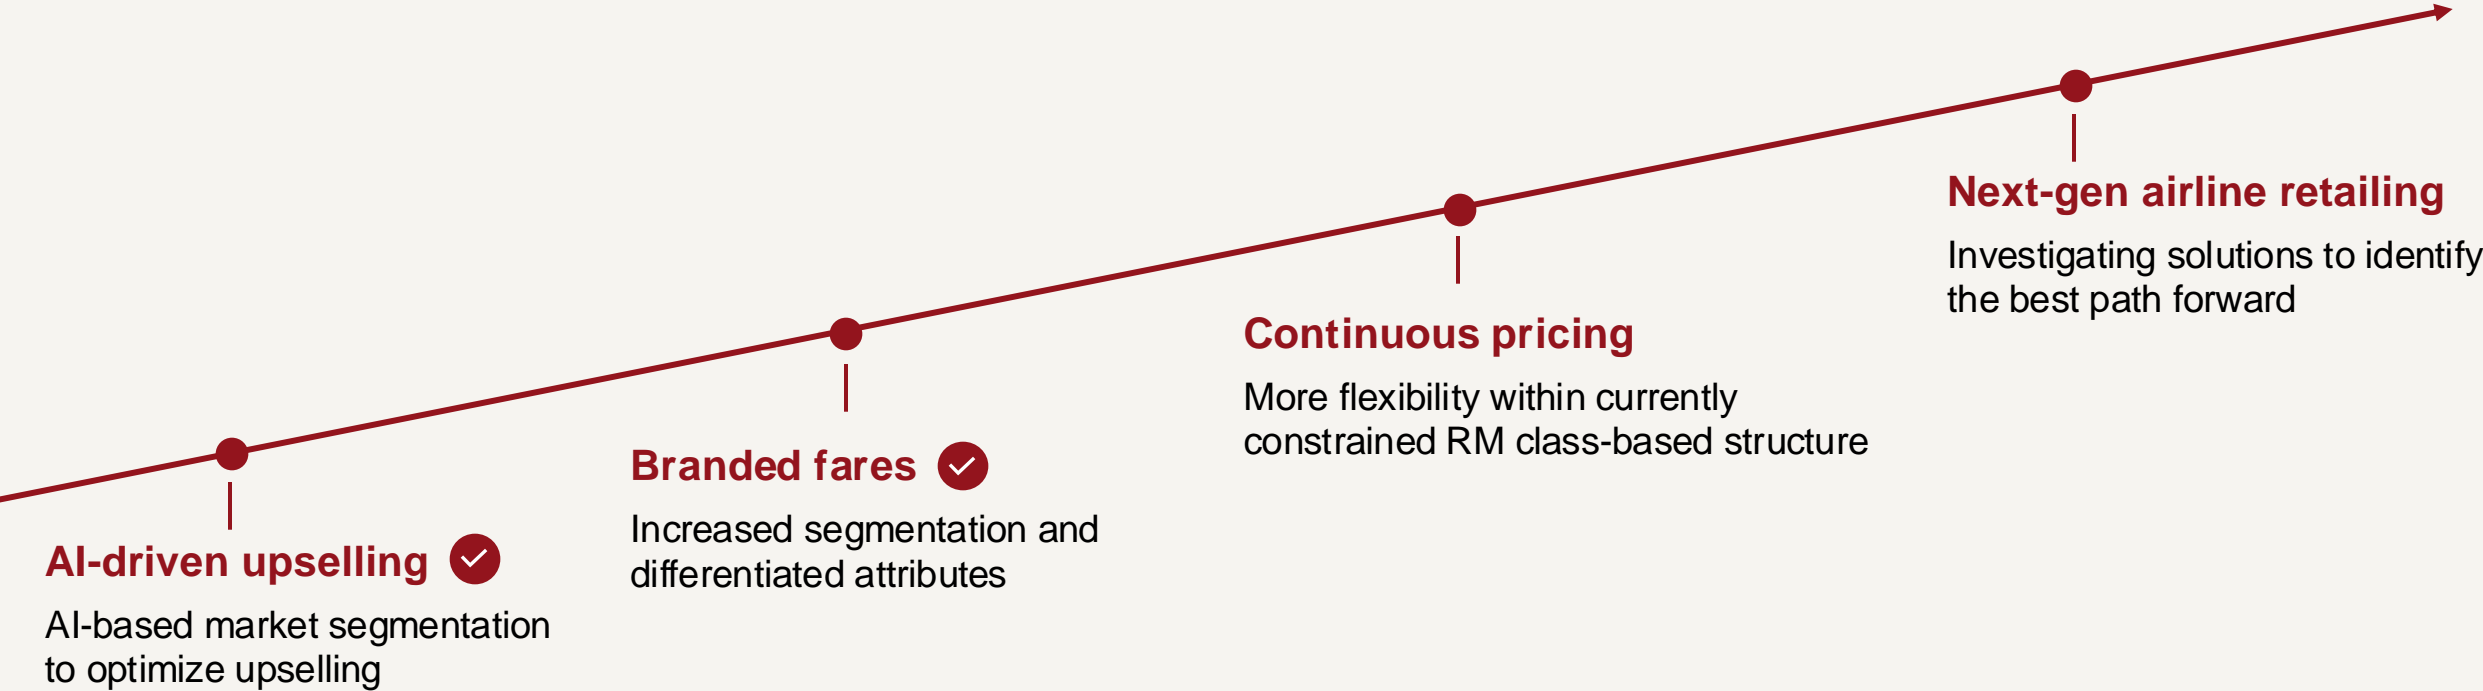 AI-driven upselling
AI-based market segmentation
to optimize upselling
Branded fares
Increased segmentation and
differentiated attributes
Continuous pricing
More flexibility within currently
constrained RM class-based structure
Next-gen airline retailing
Investigating solutions to identify
the best path forward